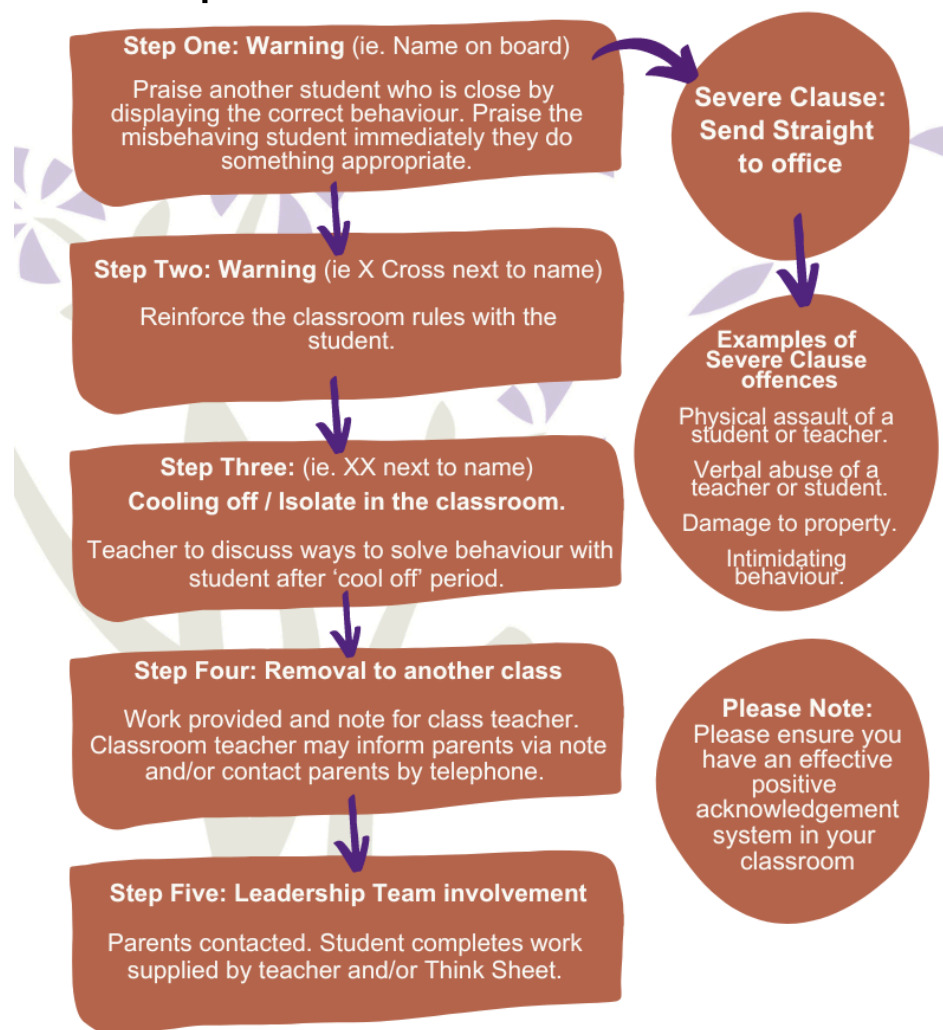 Step One: Warning (ie. Name on board)
Praise another student who is close by
displaying the correct behaviour. Praise the
misbehaving student immediately they do
something appropriate.
Severe Clause:
Send Straight
to office
Step Two: Warning (ie X Cross next to name)
Reinforce the classroom rules with the
student.
Examples of
Severe Clause
offences
Physical assault of a
student or teacher.
Verbal abuse of a
teacher or student.
Damage to property.
Intimidating
behaviour.
Step Three: (ie. XX next to name)
Cooling off / Isolate in the classroom.
Teacher to discuss ways to solve behaviour with
student after ‘cool off’ period.
Step Four: Removal to another class
Work provided and note for class teacher.
Classroom teacher may inform parents via note
and/or contact parents by telephone.
Please Note:
Please ensure you
have an effective
positive
acknowledgement
system in your
classroom
Step Five: Leadership Team involvement
Parents contacted. Student completes work
supplied by teacher and/or Think Sheet.